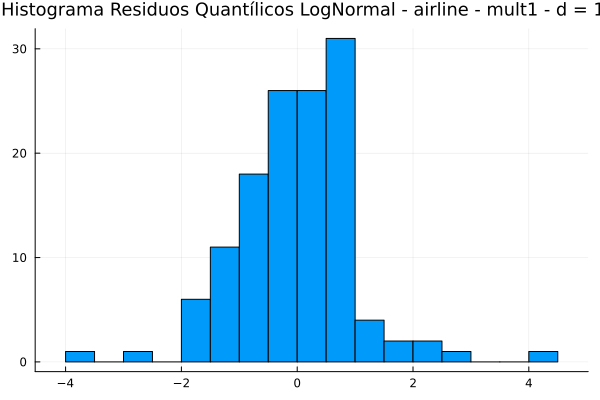 Histograma Residuos Quantílicos LogNormal - airline - mult1 - d = 1
30
20
10
0
−4 −2 0 2 4